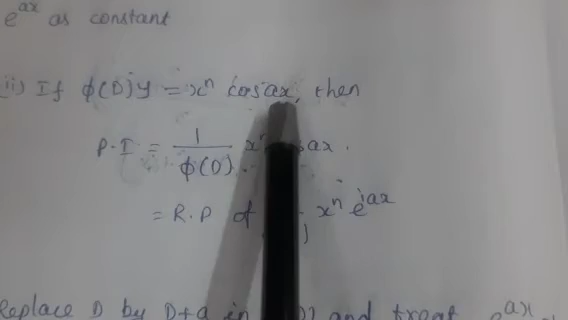 e^{ax} as constant
ii) If φ(D)y = x^n cos ax, then
P.I = 1/φ(D) ax.
= R.P of x^n e^{iax}
Replace D by D+a in and treat e^{ax}